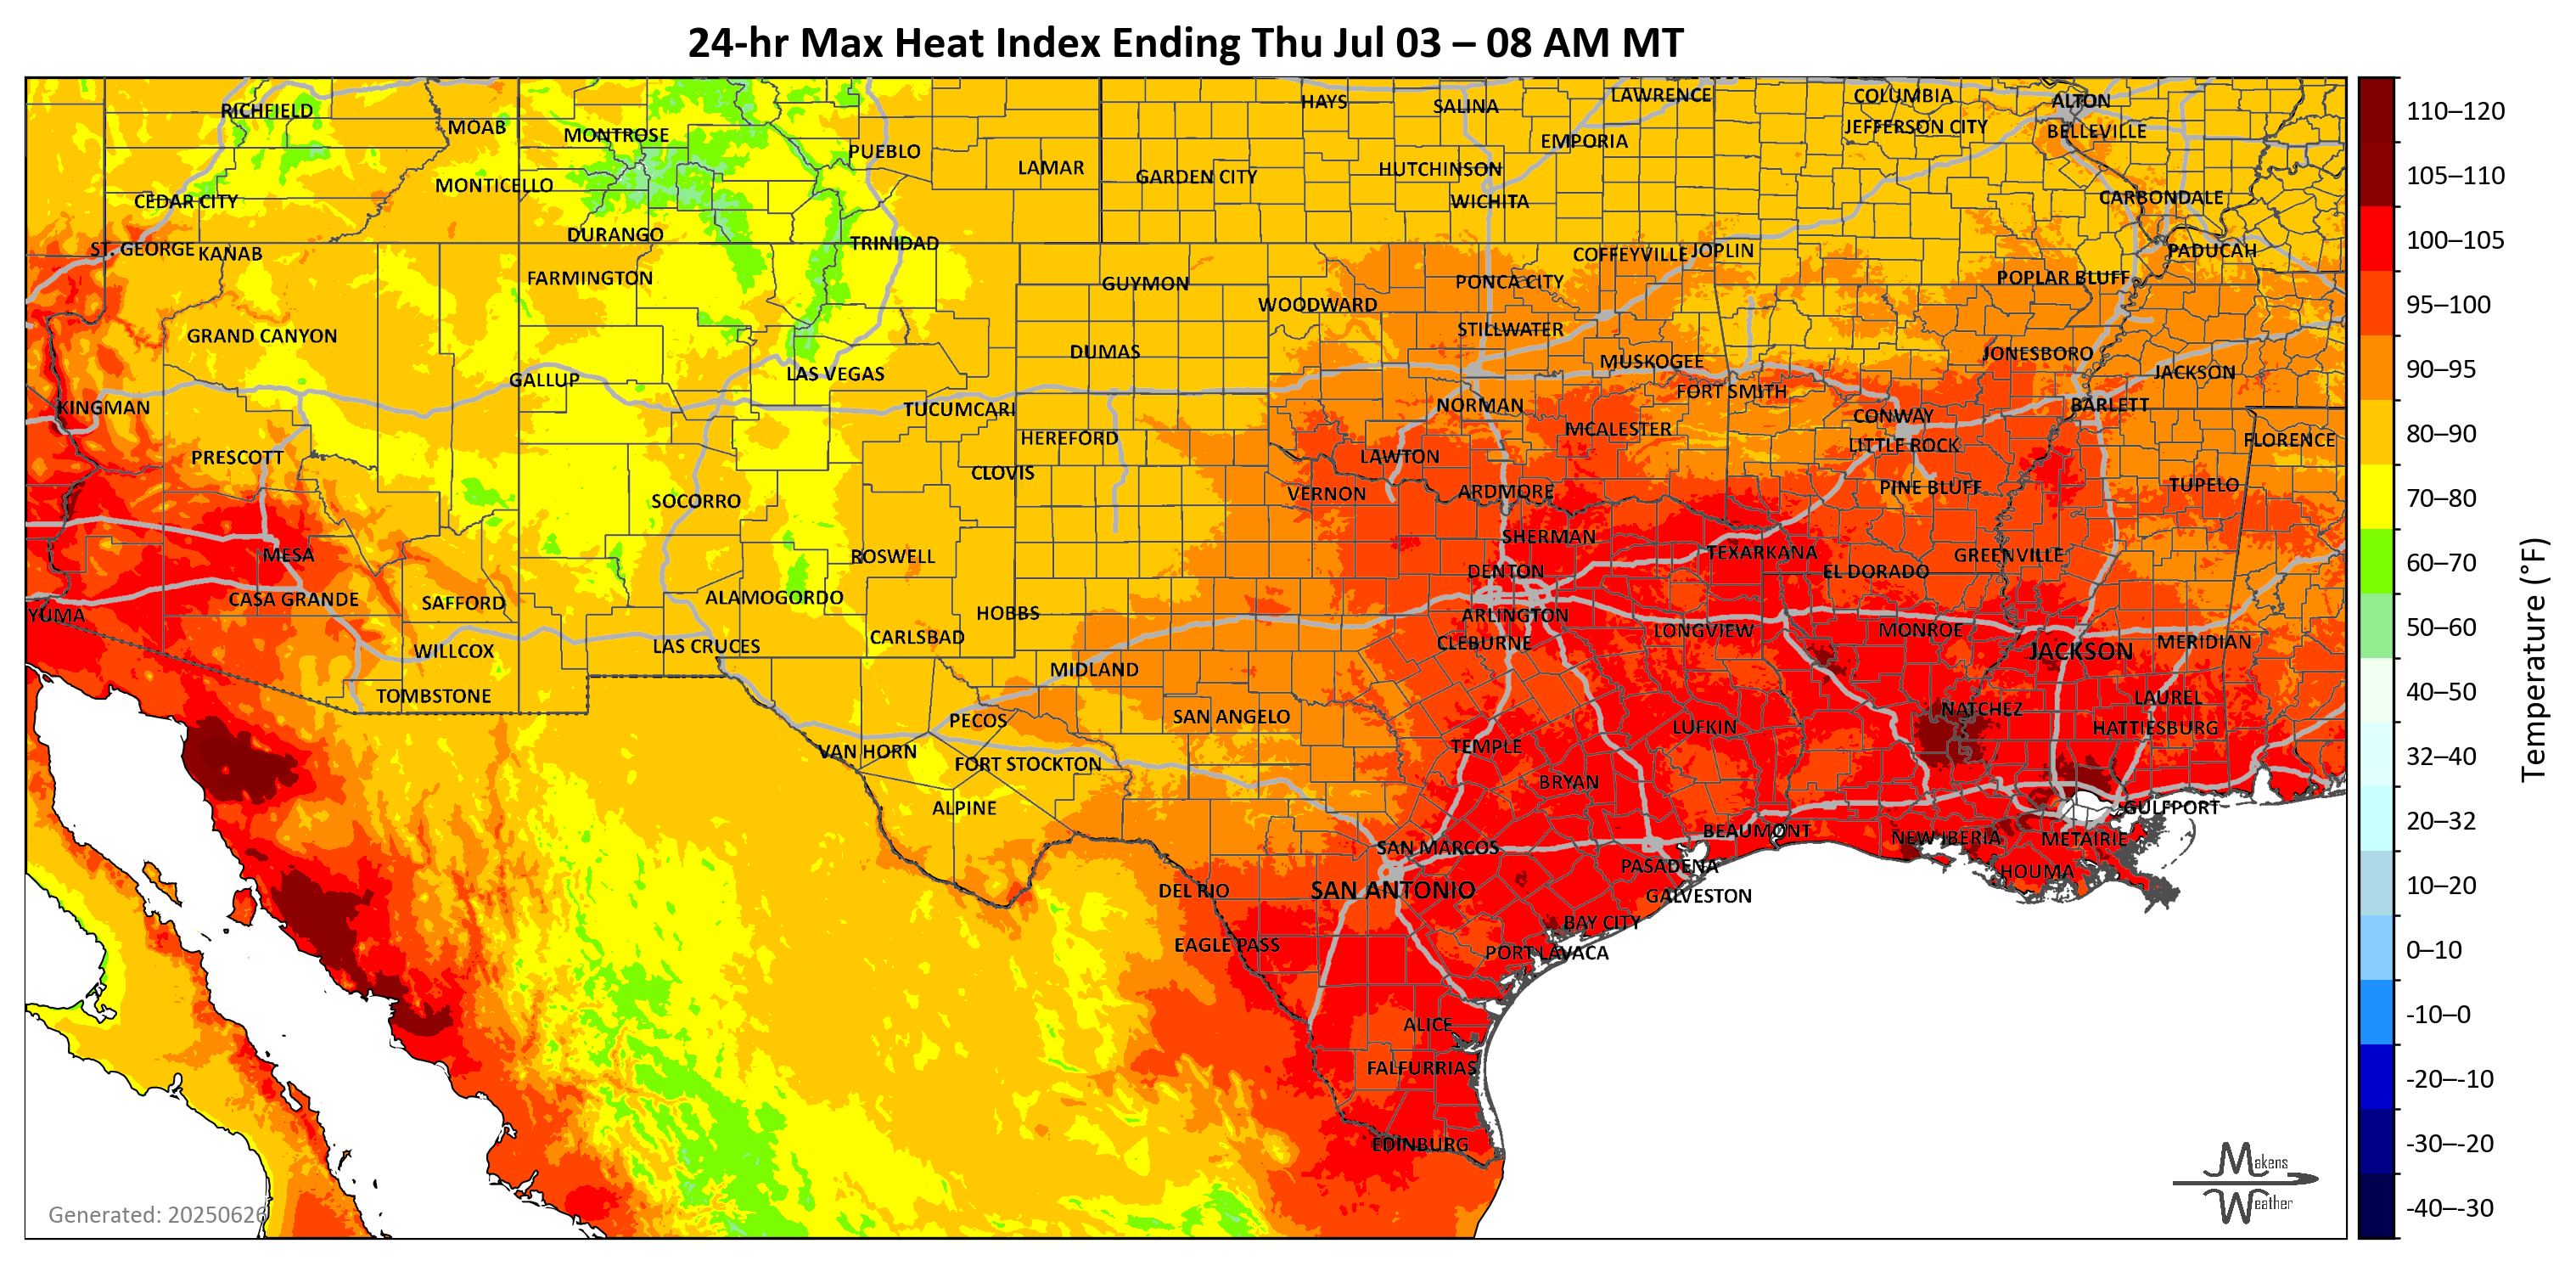 24-hr Max Heat Index Ending Thu Jul 03 – 08 AM MT
RICHFIELD
MOAB
MONTROSE
PUEBLO
LAMAR
HAYS
SALINA
LAWRENCE
COLUMBIA
ALTON
EMPORIA
JEFFERSON CITY
BELLEVILLE
MONTICELLO
GARDEN CITY
HUTCHINSON
CEDAR CITY
WICHITA
CARBONDALE
DURANGO
TRINIDAD
ST. GEORGE
KANAB
COFFEYVILLE
JOPLIN
PADUCAH
FARMINGTON
GUYMON
PONCA CITY
POPLAR BLUFF
WOODWARD
GRAND CANYON
STILLWATER
DUMAS
MUSKOGEE
JONESBORO
GALLUP
LAS VEGAS
FORT SMITH
JACKSON
KINGMAN
TUCUMCARI
NORMAN
CONWAY
BARLETT
HEREFORD
MCALESTER
LITTLE ROCK
FLORENCE
PRESCOTT
CLOVIS
LAWTON
SOCORRO
VERNON
ARDMORE
PINE BLUFF
TUPELO
MESA
ROSWELL
SHERMAN
TEXARKANA
GREENVILLE
DENTON
EL DORADO
CASA GRANDE
SAFFORD
ALAMOGORDO
YUMA
HOBBS
ARLINGTON
WILLCOX
LAS CRUCES
CARLSBAD
CLEBURNE
LONGVIEW
MONROE
JACKSON
MERIDIAN
MIDLAND
TOMBSTONE
PECOS
SAN ANGELO
LUFKIN
NATCHEZ
LAUREL
HATTIESBURG
VAN HORN
FORT STOCKTON
TEMPLE
BRYAN
ALPINE
GULFPORT
SAN MARCOS
BEAUMONT
NEW IBERIA
METAIRIE
PASADENA
HOUMA
DEL RIO
SAN ANTONIO
GALVESTON
BAY CITY
EAGLE PASS
PORT LAVACA
ALICE
FALFURRIAS
EDINBURG
Generated: 20250626
Makens
Weather
110–120
105–110
100–105
95–100
90–95
80–90
70–80
60–70
50–60
40–50
32–40
20–32
10–20
0–10
-10–0
-20–-10
-30–-20
-40–-30
Temperature (°F)